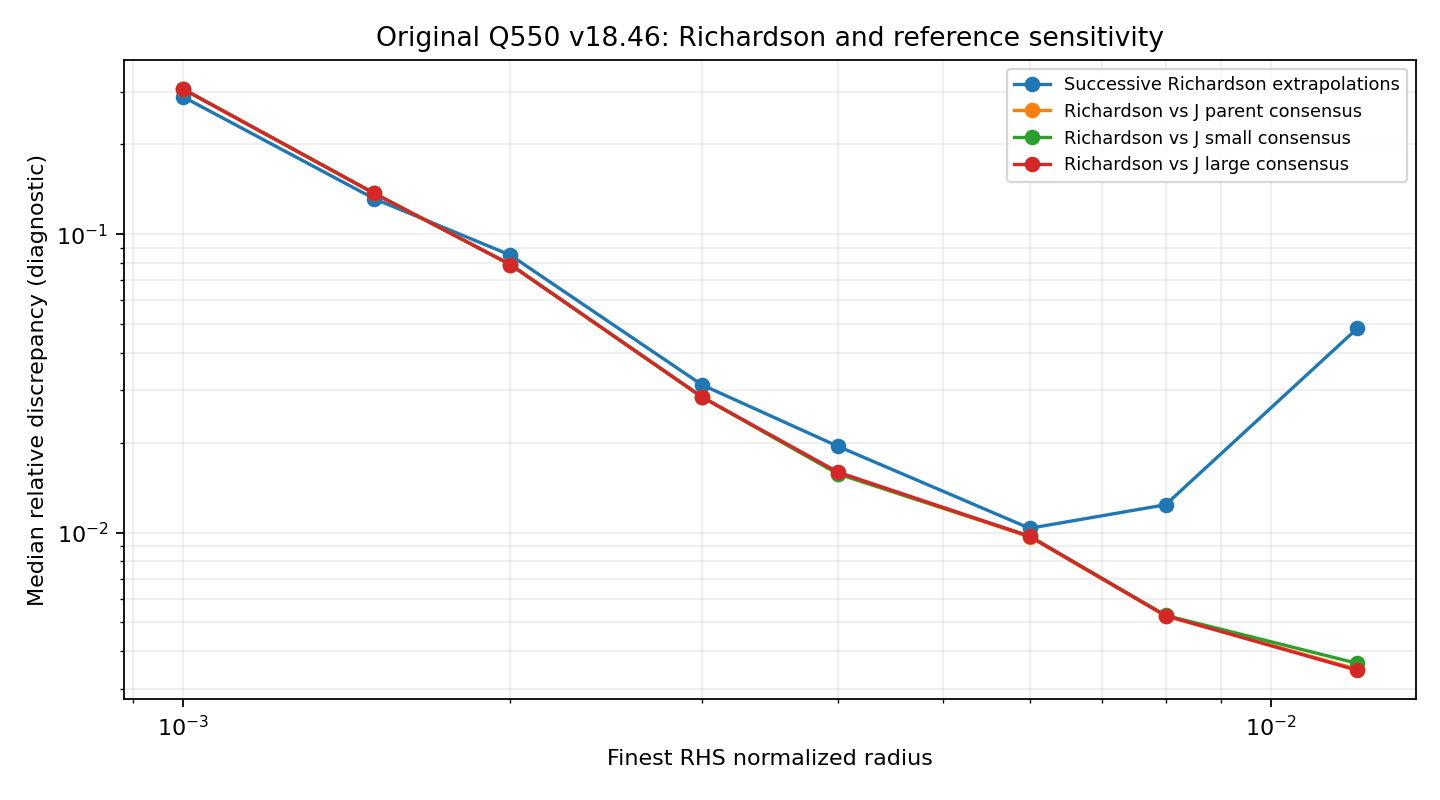 Original Q550 v18.46: Richardson and reference sensitivity
Successive Richardson extrapolations
Richardson vs J parent consensus
Richardson vs J small consensus
Richardson vs J large consensus
Median relative discrepancy (diagnostic)
10⁻¹
10⁻²
10⁻³
10⁻²
Finest RHS normalized radius